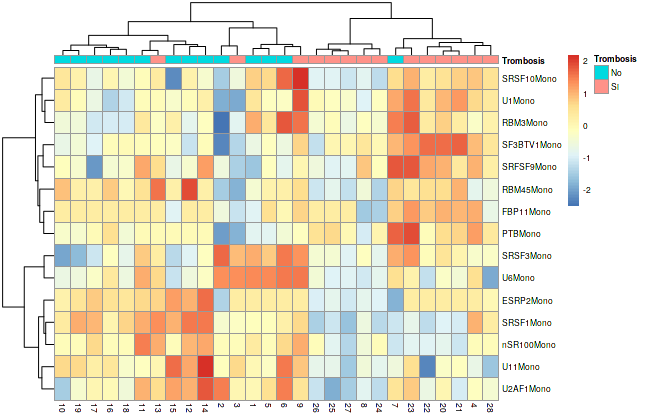 Trombosis
SRSF10Mono
U1Mono
RBM3Mono
SF3BTV1Mono
SRFSF9Mono
RBM45Mono
FBP11Mono
PTBMono
SRSF3Mono
U6Mono
ESRP2Mono
SRSF1Mono
nSR100Mono
U11Mono
U2AF1Mono
10 19 17 16 18 11 13 15 12 14 2 3 1 5 6 9 26 25 27 8 24 7 23 22 20 21 4 28
2
1
0
-1
-2
Trombosis
No
SI